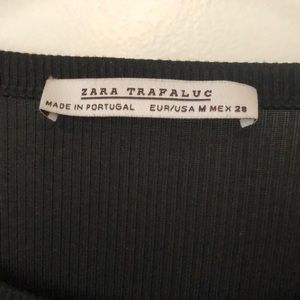 ZARA TRAFALUC
MADE IN PORTUGAL EUR/USA M MEX 28